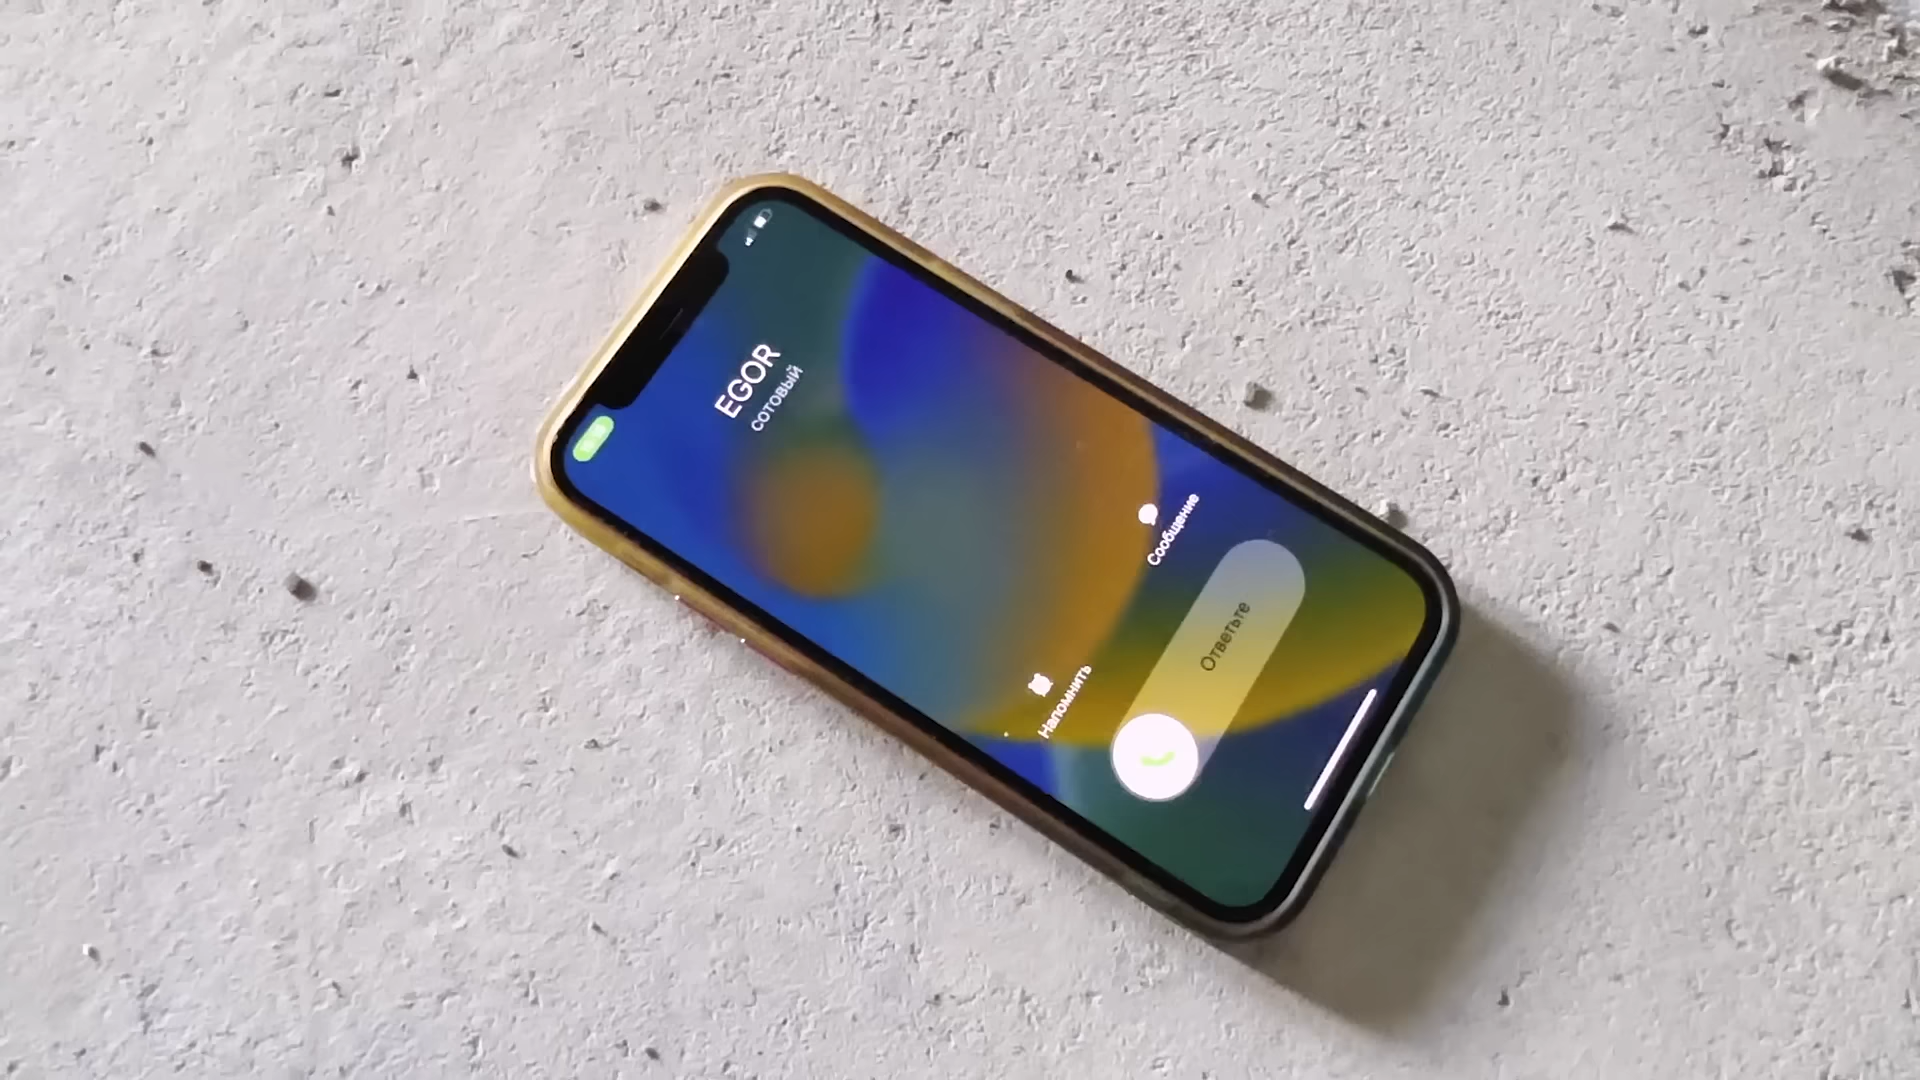 EGOR
сотовый
Напомнить
Сообщение
Ответьте